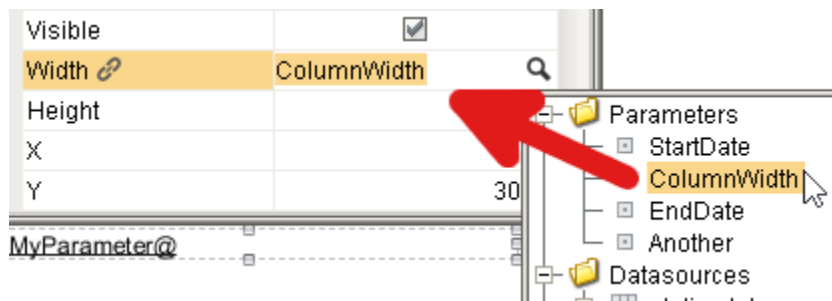 Visible
Width ColumnWidth
Height
X
Y 30
MyParameter@
Parameters
StartDate
ColumnWidth
EndDate
Another
Datasources